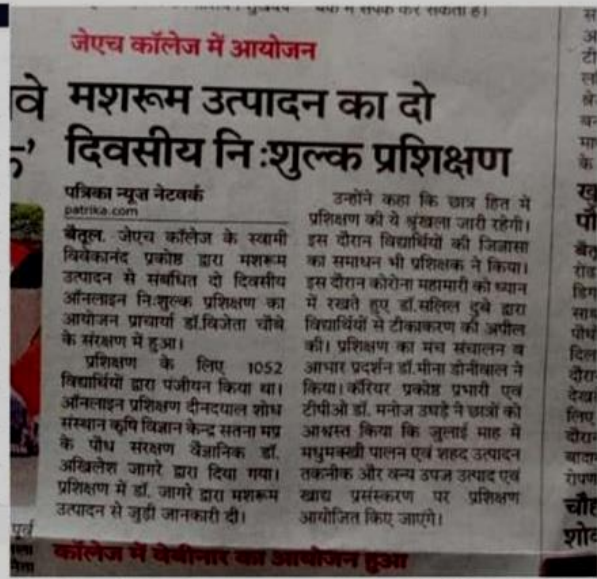 जेएच कॉलेज में आयोजन
मशरूम उत्पादन का दो
दिवसीय नि:शुल्क प्रशिक्षण
पत्रिका न्यूज नेटवर्क
patrika.com
बैतूल. जेएच कॉलेज के स्वामी
विवेकानंद प्रकोष्ठ द्वारा मशरूम
उत्पादन से संबंधित दो दिवसीय
ऑनलाइन नि:शुल्क प्रशिक्षण का
आयोजन प्राचार्या डॉ.विजेता चौबे
के संरक्षण में हुआ।
प्रशिक्षण के लिए 1052
विद्यार्थियों द्वारा पंजीयन किया था।
ऑनलाइन प्रशिक्षण दीनदयाल शोध
संस्थान कृषि विज्ञान केन्द्र सतना मप्र
के पौध संरक्षण वैज्ञानिक डॉ.
अखिलेश जागरे द्वारा दिया गया।
प्रशिक्षण में डॉ. जागरे द्वारा मशरूम
उत्पादन से जुड़ी जानकारी दी।
उन्होंने कहा कि छात्र हित में
प्रशिक्षण की ये श्रृंखला जारी रहेगी।
इस दौरान विद्यार्थियों की जिज्ञासा
का समाधन भी प्रशिक्षक ने किया।
इस दौरान कोरोना महामारी को ध्यान
में रखते हुए डॉ.सलिल दुबे द्वारा
विद्यार्थियों से टीकाकरण की अपील
की। प्रशिक्षण का मंच संचालन व
आभार प्रदर्शन डॉ.मीना डोनीवाल ने
किया। कॅरियर प्रकोष्ठ प्रभारी एवं
टीपीओ डॉ. मनोज उघड़े ने छात्रों को
आश्वस्त किया कि जुलाई माह में
मधुमक्खी पालन एवं शहद उत्पादन
तकनीक और वन्य उपज उत्पाद एवं
खाद्य प्रसंस्करण पर प्रशिक्षण
आयोजित किए जाएंगे।
कॉलेज में वेबीनार का आयोजन हुआ